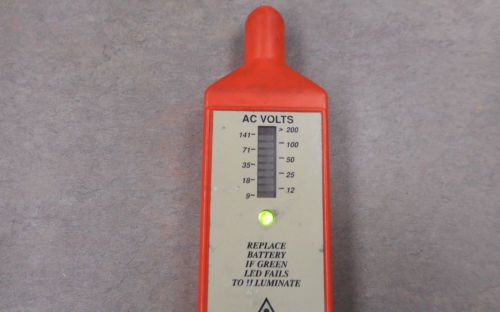 AC VOLTS
> 200
141
100
71
50
35
25
18
12
9
REPLACE
BATTERY
IF GREEN
LED FAILS
TO ILLUMINATE